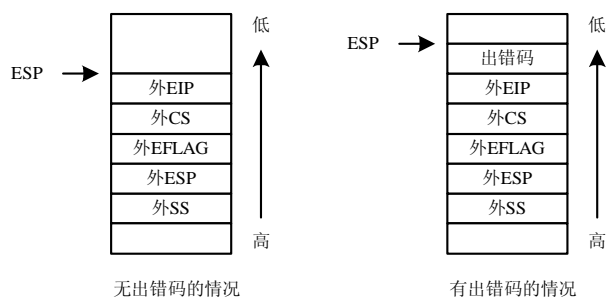 低
ESP
外EIP
外CS
外EFLAG
外ESP
外SS
高
无出错码的情况
低
ESP
出错码
外EIP
外CS
外EFLAG
外ESP
外SS
高
有出错码的情况